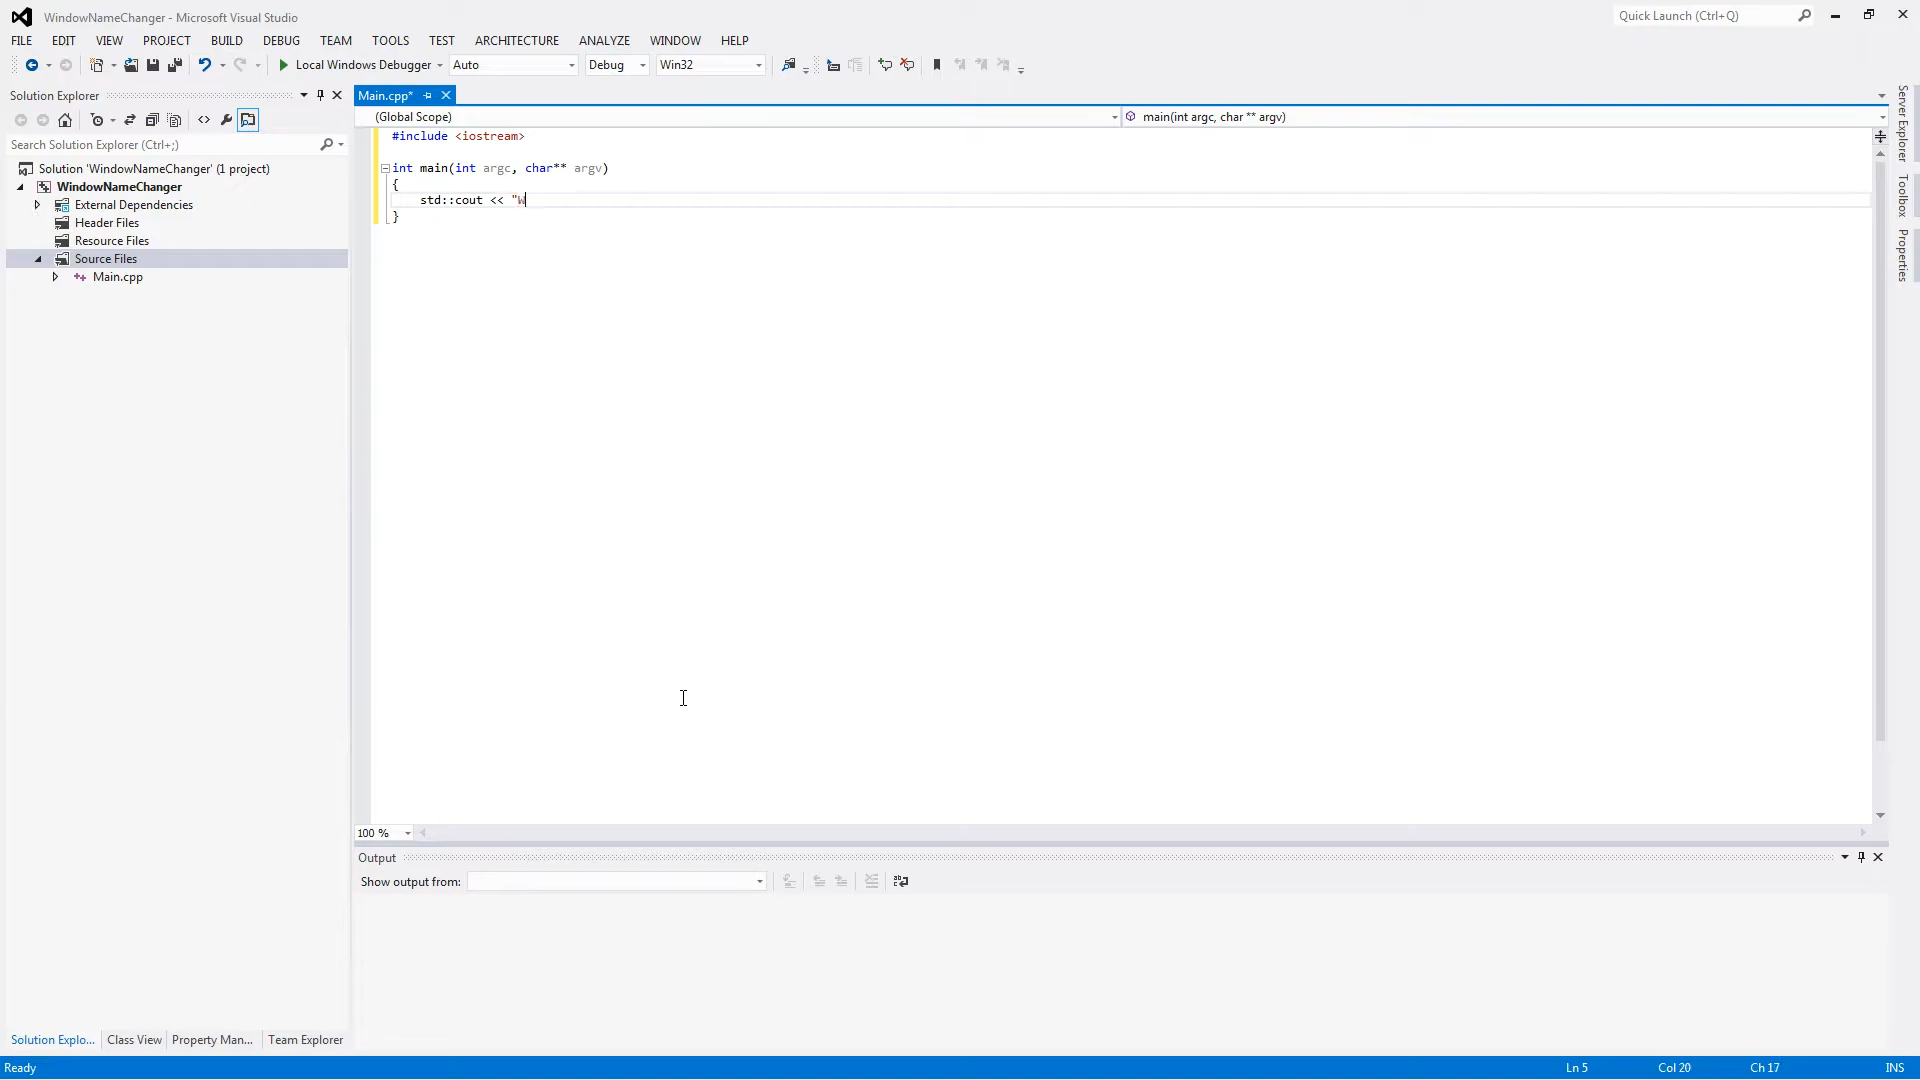 WindowNameChanger - Microsoft Visual Studio
Quick Launch (Ctrl+Q)
FILE EDIT VIEW PROJECT BUILD DEBUG TEAM TOOLS TEST ARCHITECTURE ANALYZE WINDOW HELP
Local Windows Debugger Auto Debug Win32
Solution Explorer
Search Solution Explorer (Ctrl+;)
Solution 'WindowNameChanger' (1 project)
WindowNameChanger
External Dependencies
Header Files
Resource Files
Source Files
Main.cpp
Main.cpp*
(Global Scope)
main(int argc, char ** argv)
#include <iostream>
int main(int argc, char** argv)
{
std::cout << "W
}
100 %
Output
Show output from:
Server Explorer
Toolbox
Properties
Solution Explo... Class View Property Man... Team Explorer
Ready Ln 5 Col 20 Ch 17 INS